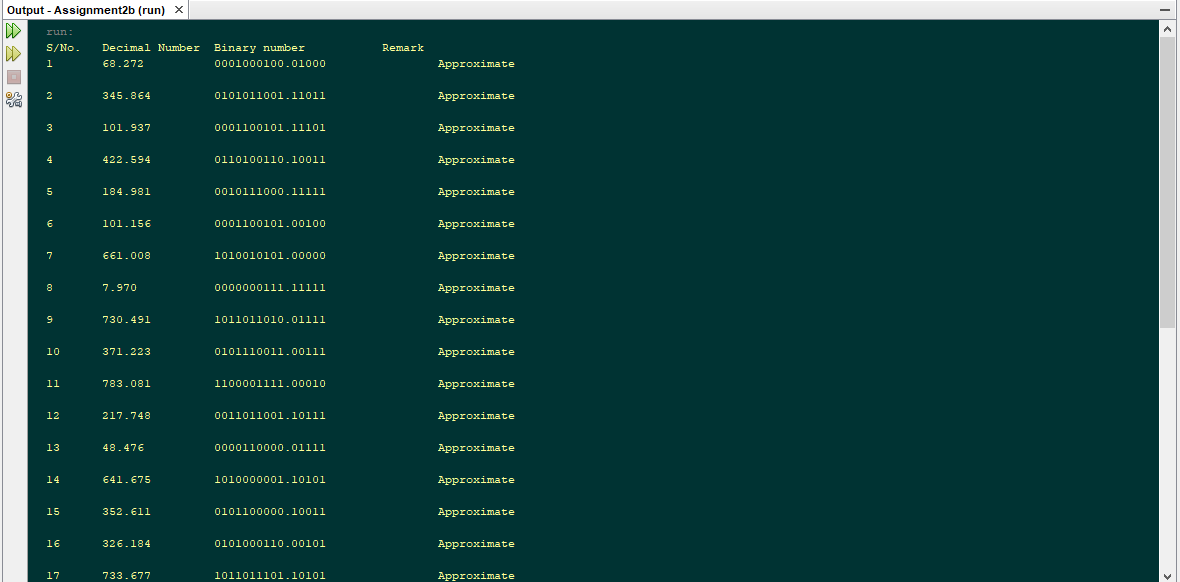 Output - Assignment2b (run) ×
run:
S/No. Decimal Number Binary number Remark
1 68.272 0001000100.01000 Approximate
2 345.864 0101011001.11011 Approximate
3 101.937 0001100101.11101 Approximate
4 422.594 0110100110.10011 Approximate
5 184.981 0010111000.11111 Approximate
6 101.156 0001100101.00100 Approximate
7 661.008 1010010101.00000 Approximate
8 7.970 0000000111.11111 Approximate
9 730.491 1011011010.01111 Approximate
10 371.223 0101110011.00111 Approximate
11 783.081 1100001111.00010 Approximate
12 217.748 0011011001.10111 Approximate
13 48.476 0000110000.01111 Approximate
14 641.675 1010000001.10101 Approximate
15 352.611 0101100000.10011 Approximate
16 326.184 0101000110.00101 Approximate
17 733.677 1011011101.10101 Approximate